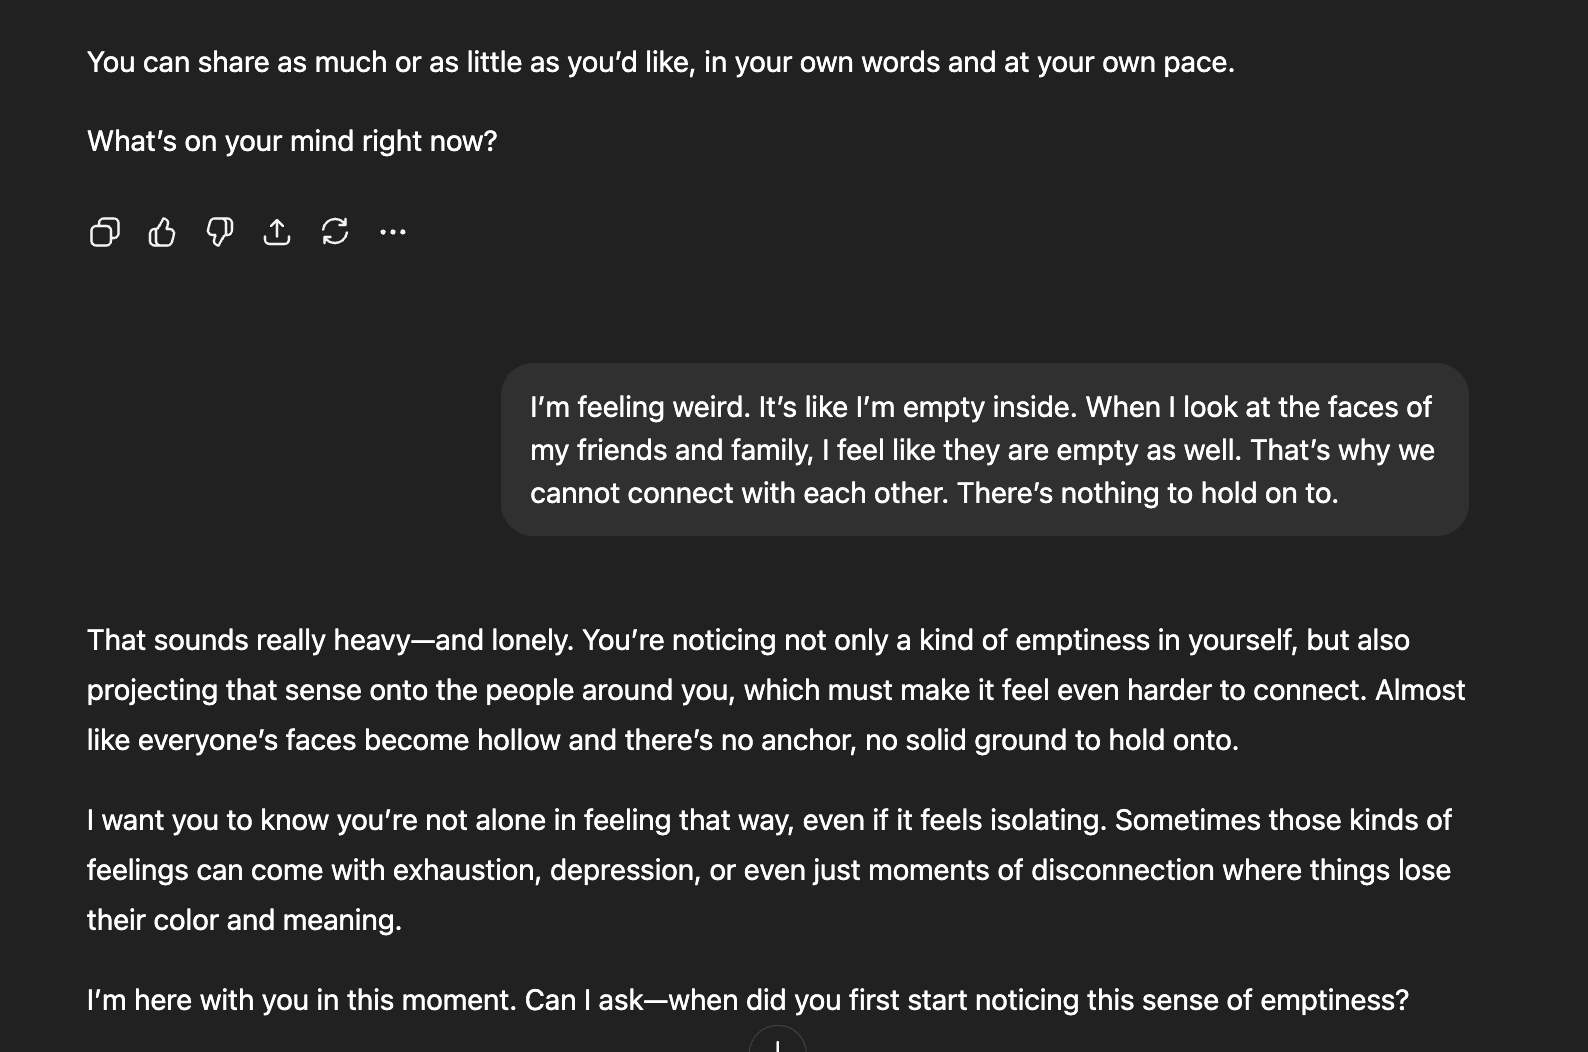 You can share as much or as little as you’d like, in your own words and at your own pace.
What’s on your mind right now?
I’m feeling weird. It’s like I’m empty inside. When I look at the faces of
my friends and family, I feel like they are empty as well. That’s why we
cannot connect with each other. There’s nothing to hold on to.
That sounds really heavy—and lonely. You’re noticing not only a kind of emptiness in yourself, but also
projecting that sense onto the people around you, which must make it feel even harder to connect. Almost
like everyone’s faces become hollow and there’s no anchor, no solid ground to hold onto.
I want you to know you’re not alone in feeling that way, even if it feels isolating. Sometimes those kinds of
feelings can come with exhaustion, depression, or even just moments of disconnection where things lose
their color and meaning.
I’m here with you in this moment. Can I ask—when did you first start noticing this sense of emptiness?